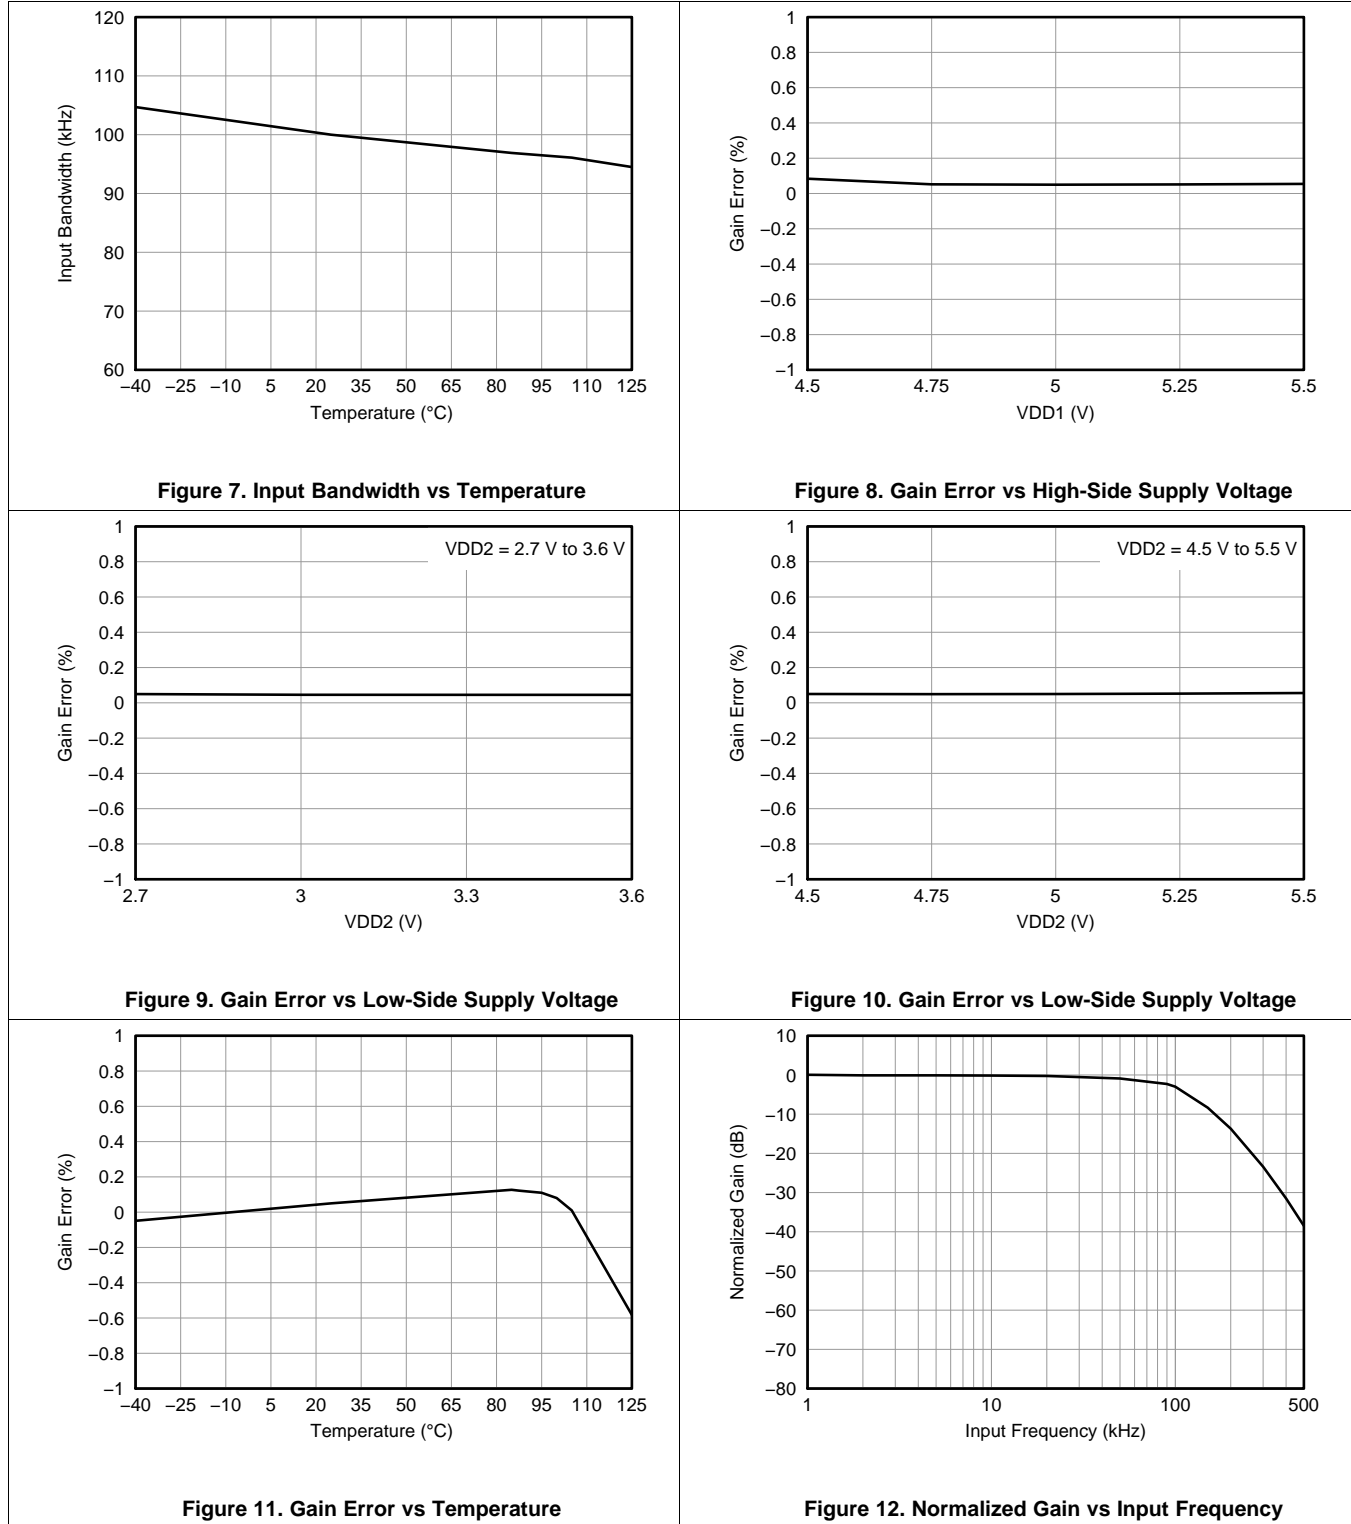 120
110
100
90
80
70
60
Input Bandwidth (kHz)
−40 −25 −10 5 20 35 50 65 80 95 110 125
Temperature (°C)
Figure 7. Input Bandwidth vs Temperature
1
0.8
0.6
0.4
0.2
0
−0.2
−0.4
−0.6
−0.8
−1
Gain Error (%)
4.5 4.75 5 5.25 5.5
VDD1 (V)
Figure 8. Gain Error vs High-Side Supply Voltage
1
0.8
0.6
0.4
0.2
0
−0.2
−0.4
−0.6
−0.8
−1
Gain Error (%)
VDD2 = 2.7 V to 3.6 V
2.7 3 3.3 3.6
VDD2 (V)
Figure 9. Gain Error vs Low-Side Supply Voltage
1
0.8
0.6
0.4
0.2
0
−0.2
−0.4
−0.6
−0.8
−1
Gain Error (%)
VDD2 = 4.5 V to 5.5 V
4.5 4.75 5 5.25 5.5
VDD2 (V)
Figure 10. Gain Error vs Low-Side Supply Voltage
1
0.8
0.6
0.4
0.2
0
−0.2
−0.4
−0.6
−0.8
−1
Gain Error (%)
−40 −25 −10 5 20 35 50 65 80 95 110 125
Temperature (°C)
Figure 11. Gain Error vs Temperature
10
0
−10
−20
−30
−40
−50
−60
−70
−80
Normalized Gain (dB)
1 10 100 500
Input Frequency (kHz)
Figure 12. Normalized Gain vs Input Frequency